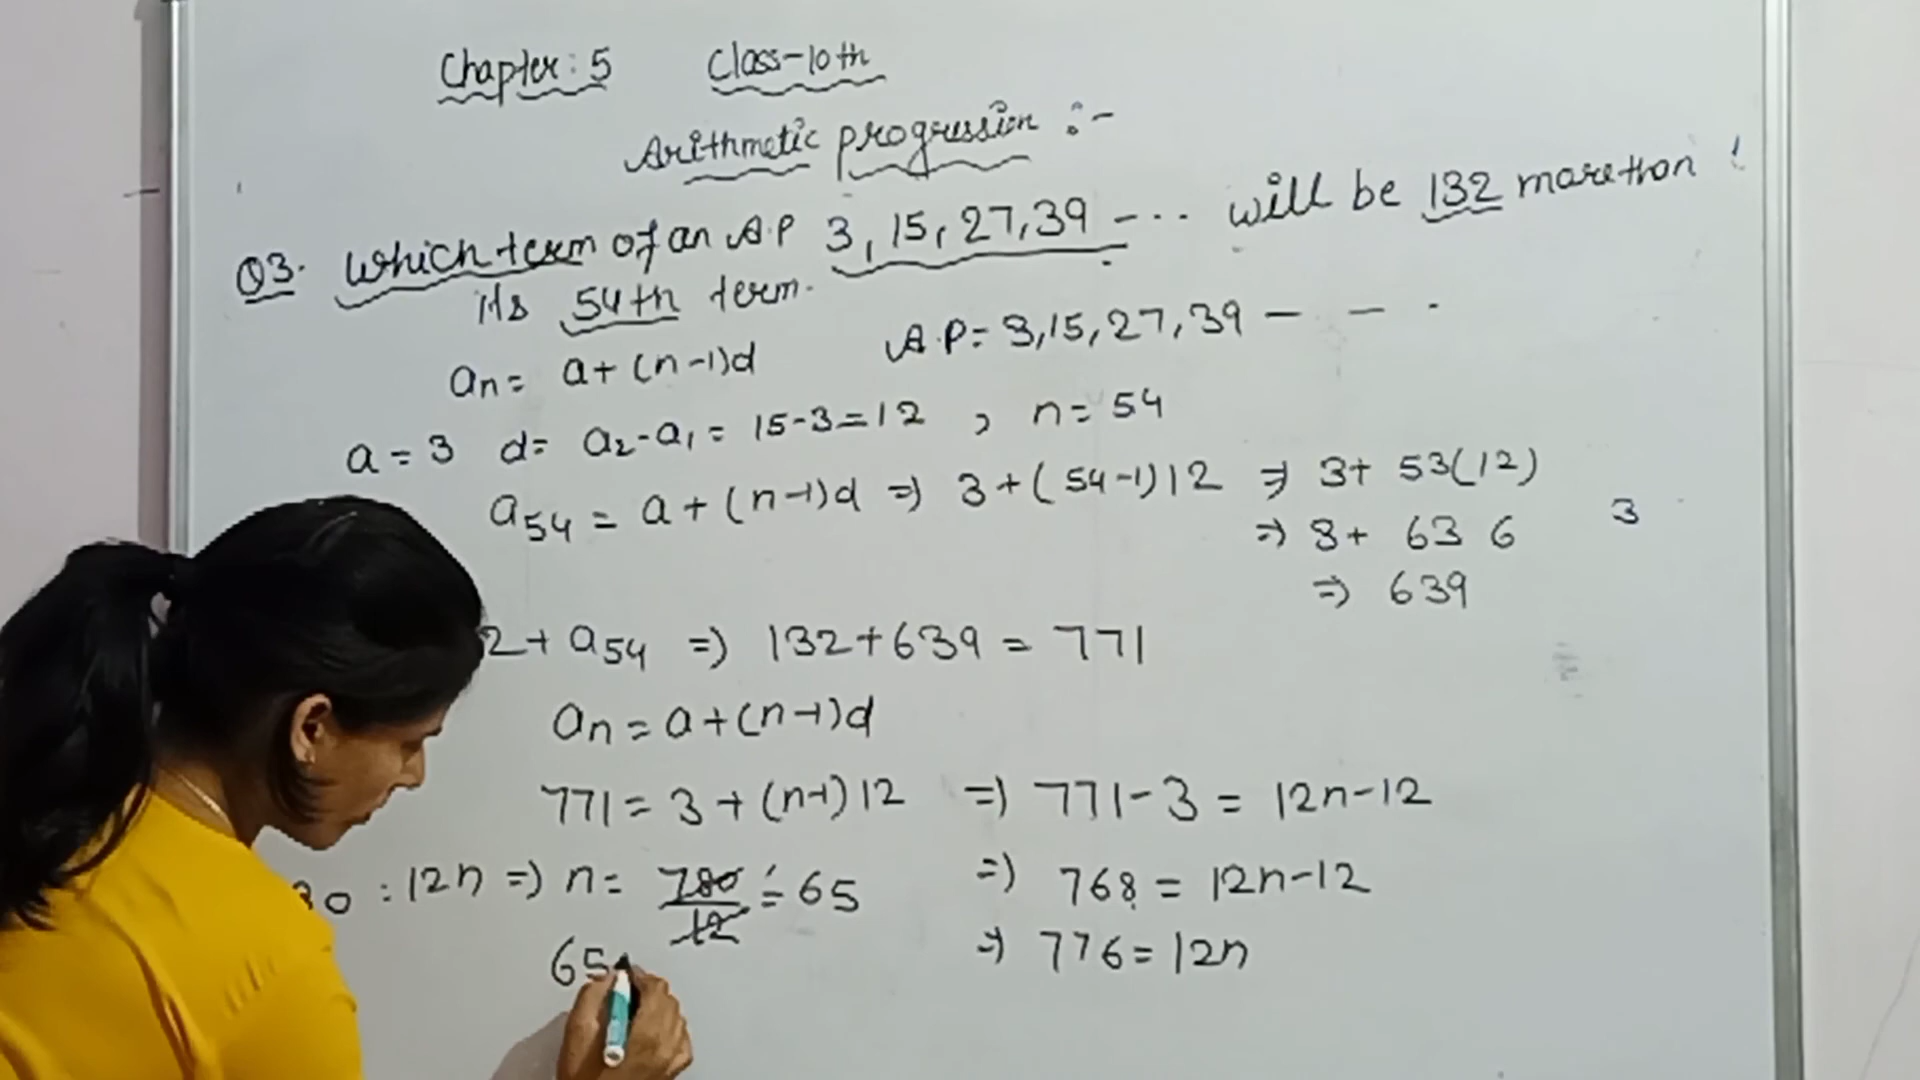 Chapter: 5 Class-10th
Arithmetic progression :-
Q3. Which term of an A.P 3, 15, 27, 39 -... will be 132 more than
its 54th term.
an = a + (n-1)d A.P = 3, 15, 27, 39 - - .
a = 3 d = a2 - a1 = 15-3 = 12 , n = 54
a54 = a + (n-1)d => 3 + (54-1)12 => 3 + 53(12)
=> 3 + 636 3
=> 639
2 + a54 => 132 + 639 = 771
an = a + (n-1)d
771 = 3 + (n-1)12 => 771 - 3 = 12n - 12
80 = 12n => n = 780/12 = 65 => 768 = 12n - 12
65 => 776 = 12n